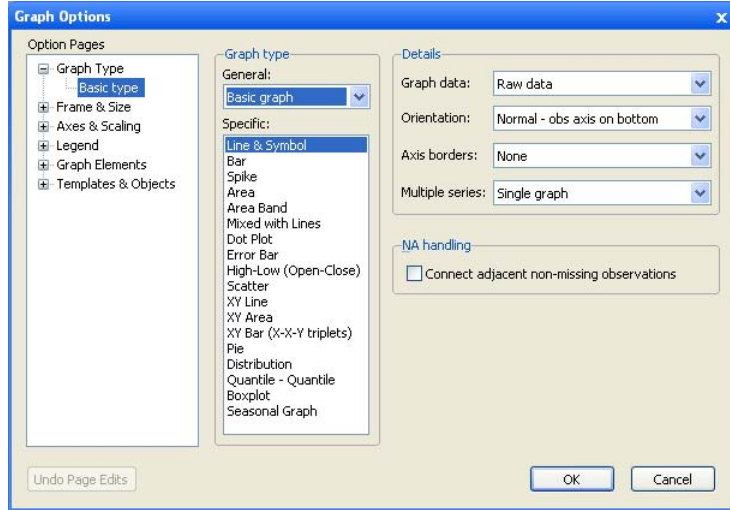 Graph Options
x
Option Pages
Graph Type
Basic type
Frame & Size
Axes & Scaling
Legend
Graph Elements
Templates & Objects
Graph type
General:
Basic graph
Specific:
Line & Symbol
Bar
Spike
Area
Area Band
Mixed with Lines
Dot Plot
Error Bar
High-Low (Open-Close)
Scatter
XY Line
XY Area
XY Bar (X-X-Y triplets)
Pie
Distribution
Quantile - Quantile
Boxplot
Seasonal Graph
Details
Graph data: Raw data
Orientation: Normal - obs axis on bottom
Axis borders: None
Multiple series: Single graph
NA handling
Connect adjacent non-missing observations
Undo Page Edits
OK
Cancel